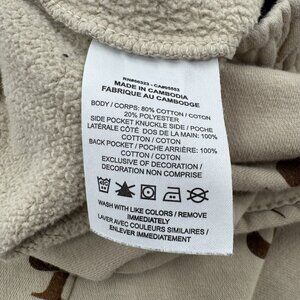 MADE IN CAMBODIA
FABRIQUE AU CAMBODGE
BODY / CORPS: 80% COTTON / COTON
20% POLYESTER
SIDE POCKET KNUCKLE SIDE / POCHE
LATERALE CÔTÉ DOS DE LA MAIN: 100%
COTTON / COTON
BACK POCKET / POCHE ARRIÈRE: 100%
COTTON / COTON
EXCLUSIVE OF DECORATION /
DECORATION NON COMPRISE
WASH WITH LIKE COLORS / REMOVE
IMMEDIATELY
LAVER AVEC COULEURS SIMILAIRES /
ENLEVER IMMEDIATEMENT